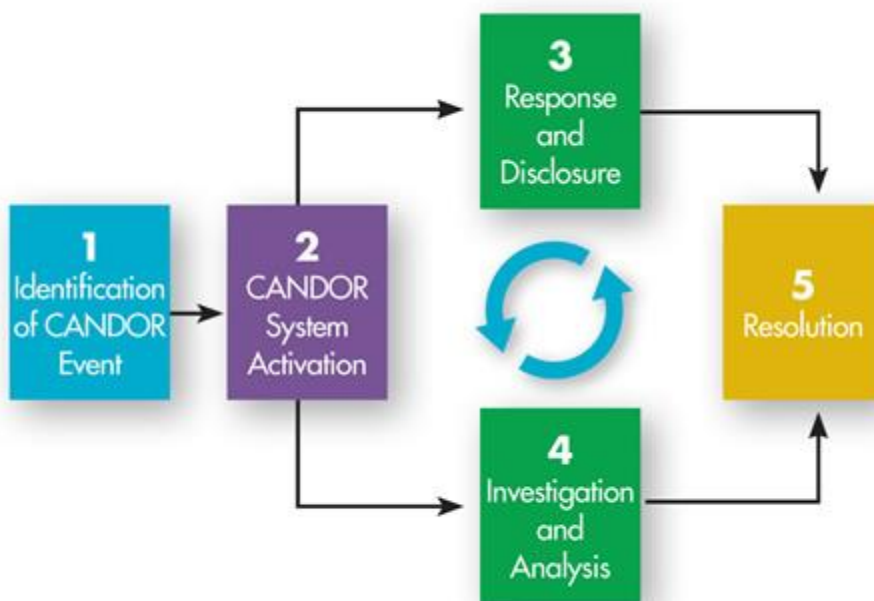 1
Identification
of CANDOR
Event
2
CANDOR
System
Activation
3
Response
and
Disclosure
4
Investigation
and
Analysis
5
Resolution